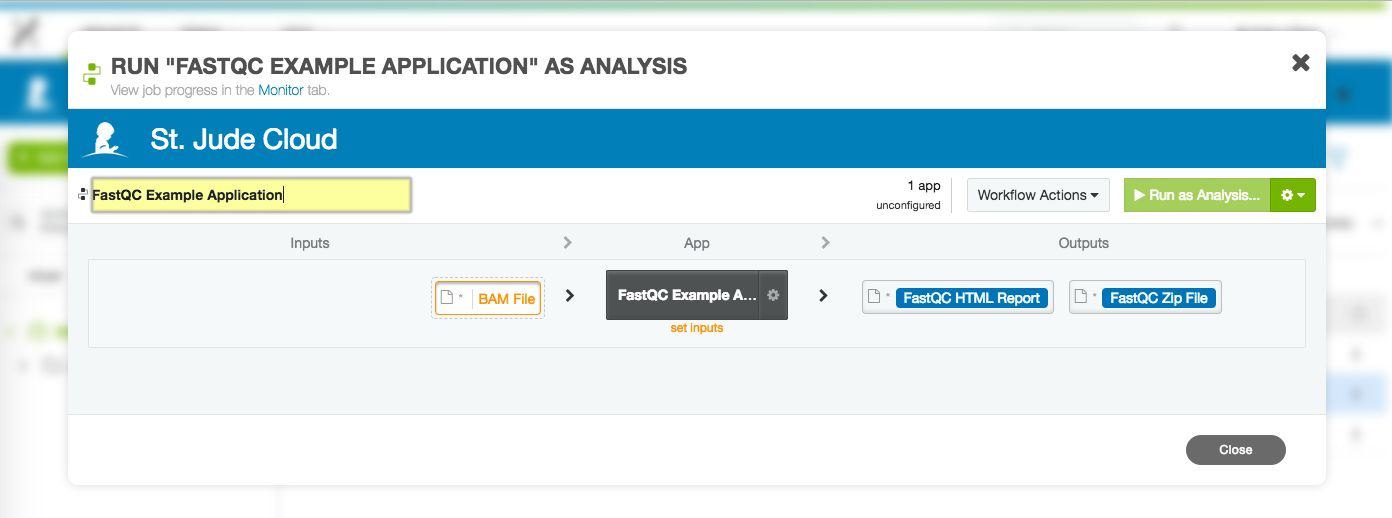 RUN "FASTQC EXAMPLE APPLICATION" AS ANALYSIS
View job progress in the Monitor tab.
St. Jude Cloud
FastQC Example Application
1 app
unconfigured
Workflow Actions
Run as Analysis...
Inputs
App
Outputs
BAM File
FastQC Example A...
FastQC HTML Report
FastQC Zip File
set inputs
Close